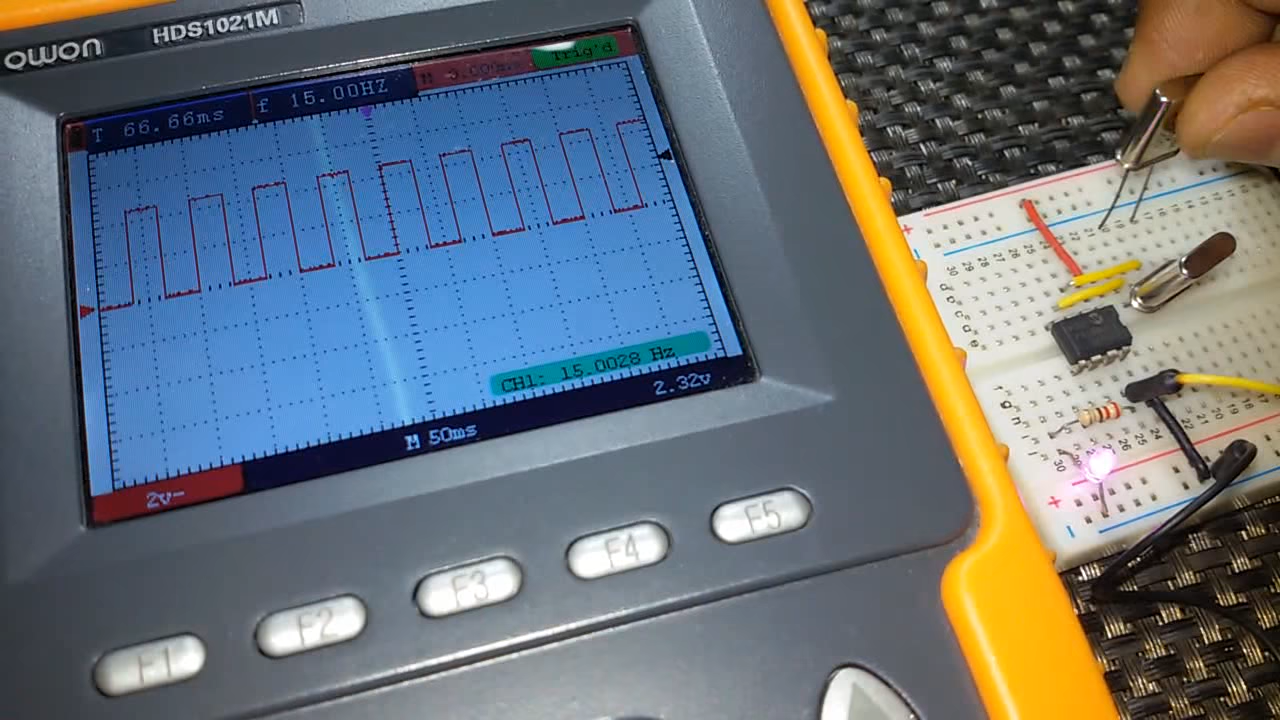 OWON HDS1021M
T 66.66ms f 15.00HZ Trig'd
CH1: 15.0028 Hz
2.32v
M 50ms
2v-
F1 F2 F3 F4 F5